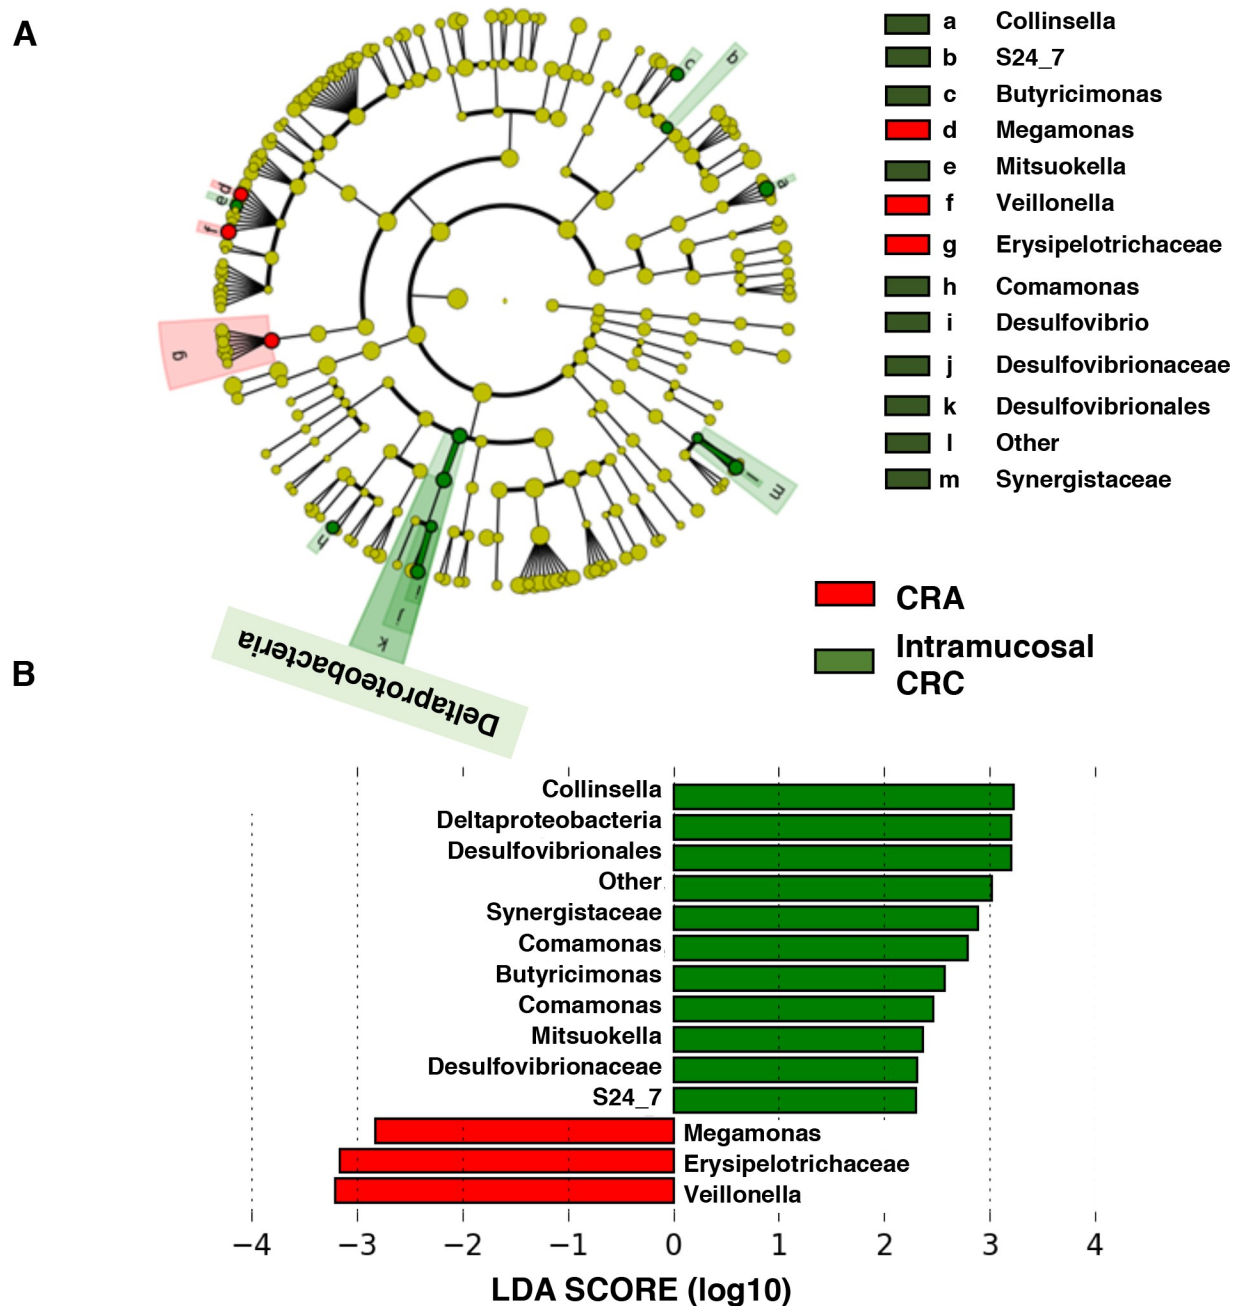 A
a Collinsella
b S24_7
c Butyricimonas
d Megamonas
e Mitsuokella
f Veillonella
g Erysipelotrichaceae
h Comamonas
i Desulfovibrio
j Desulfovibrionaceae
k Desulfovibrionales
l Other
m Synergistaceae
c
b
a
d
e
f
g
h
i
j
k
l
m
Deltaproteobacteria
CRA
Intramucosal
CRC
B
Collinsella
Deltaproteobacteria
Desulfovibrionales
Other
Synergistaceae
Comamonas
Butyricimonas
Comamonas
Mitsuokella
Desulfovibrionaceae
S24_7
Megamonas
Erysipelotrichaceae
Veillonella
−4 −3 −2 −1 0 1 2 3 4
LDA SCORE (log10)